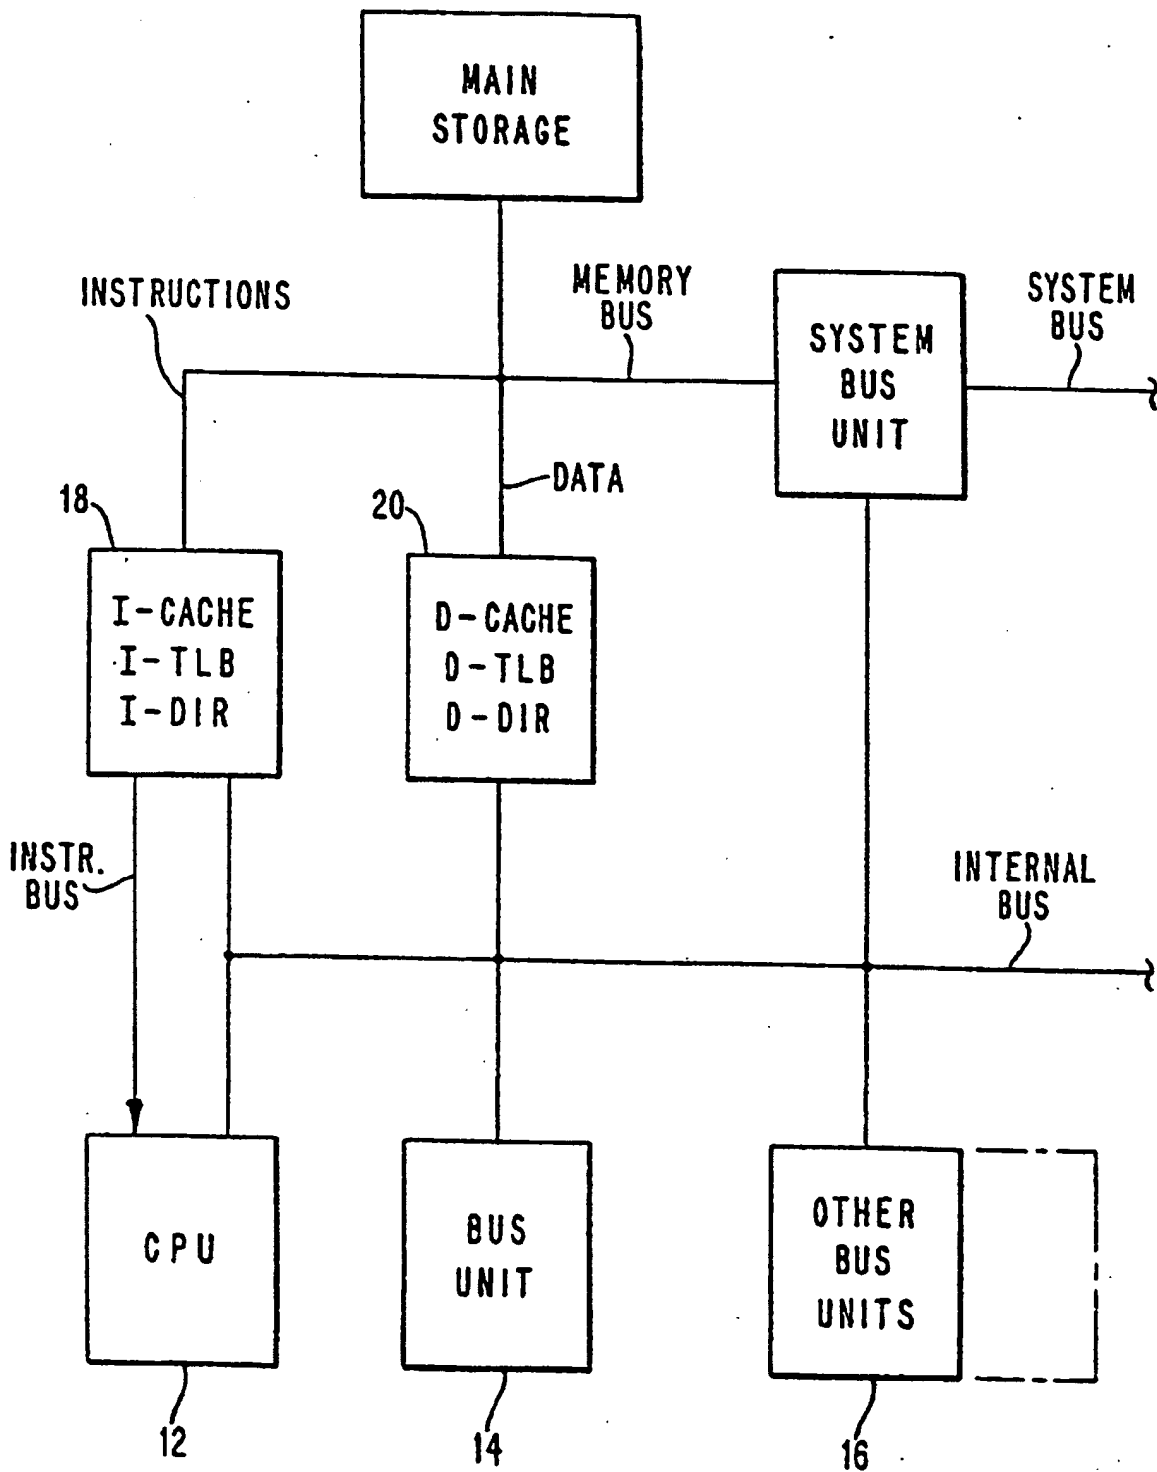 MAIN
STORAGE
INSTRUCTIONS
MEMORY
BUS
SYSTEM
BUS
UNIT
SYSTEM
BUS
DATA
18
I-CACHE
I-TLB
I-DIR
20
D-CACHE
D-TLB
D-DIR
INSTR.
BUS
INTERNAL
BUS
CPU
BUS
UNIT
OTHER
BUS
UNITS
12
14
16